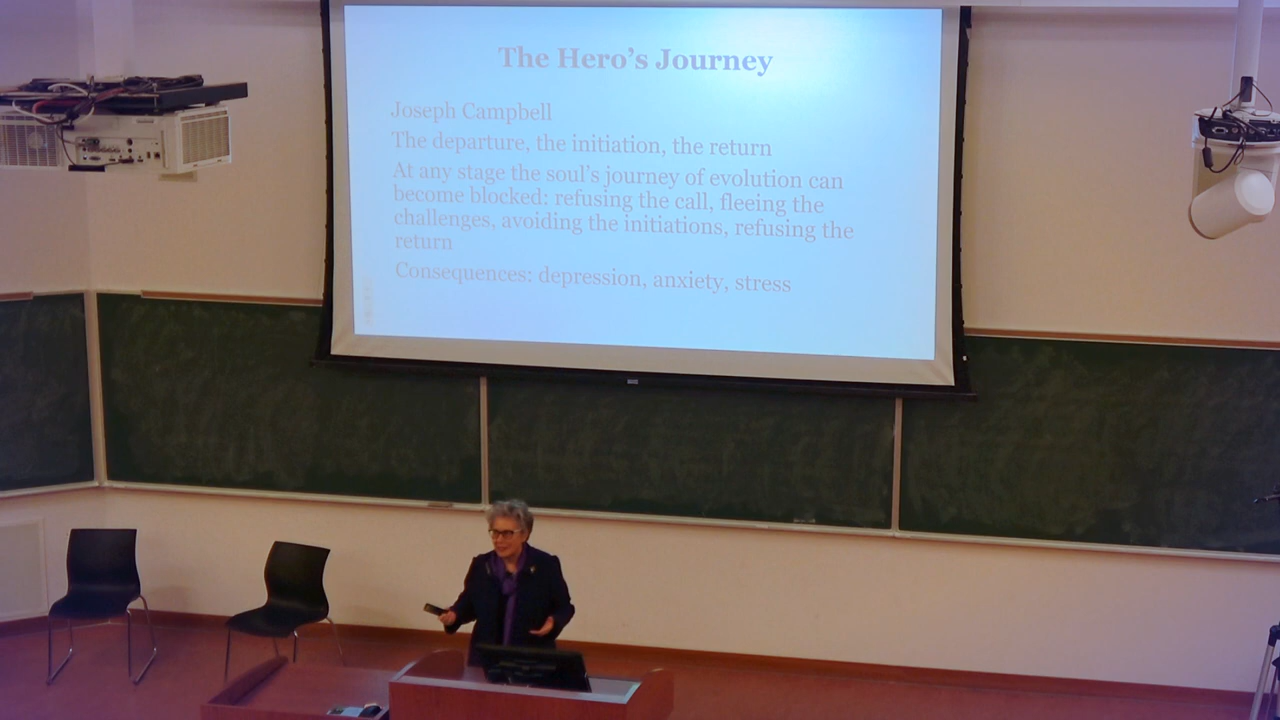 The Hero's Journey
Joseph Campbell
The departure, the initiation, the return
At any stage the soul's journey of evolution can
become blocked: refusing the call, fleeing the
challenges, avoiding the initiations, refusing the
return
Consequences: depression, anxiety, stress